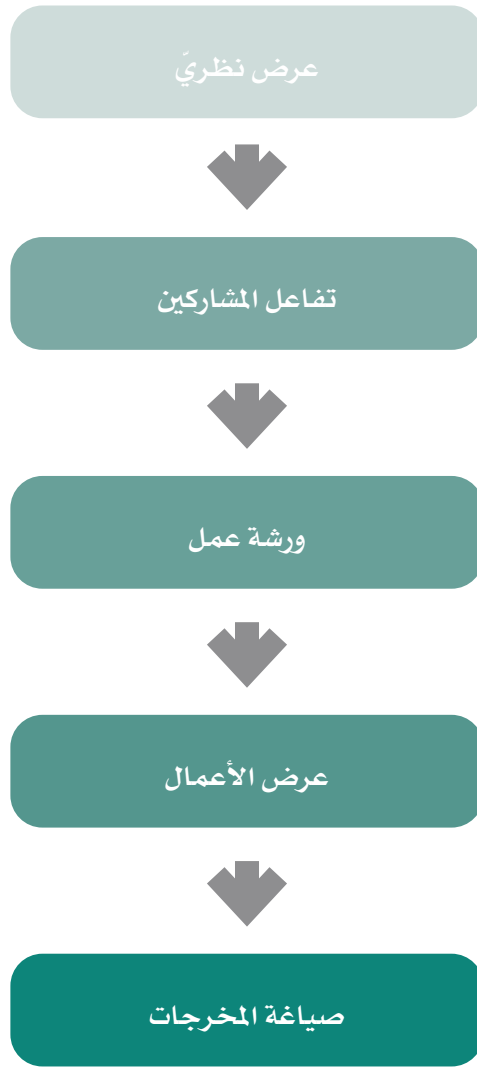 عرض نظريّ
تفاعل المشاركين
ورشة عمل
عرض الأعمال
صياغة المخرجات